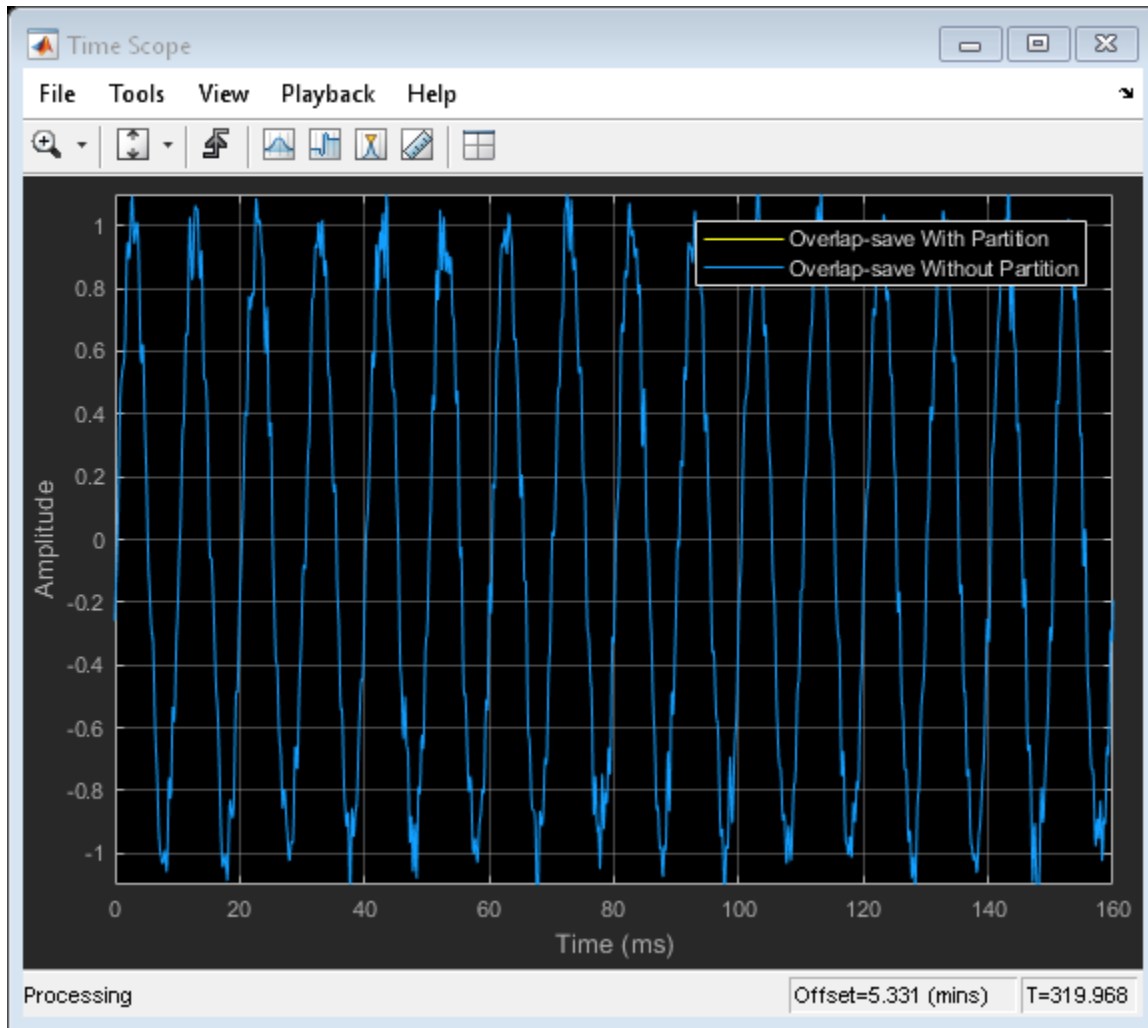 Time Scope
File Tools View Playback Help
Overlap-save With Partition
Overlap-save Without Partition
1
0.8
0.6
0.4
0.2
0
-0.2
-0.4
-0.6
-0.8
-1
Amplitude
0 20 40 60 80 100 120 140 160
Time (ms)
Processing Offset=5.331 (mins) T=319.968